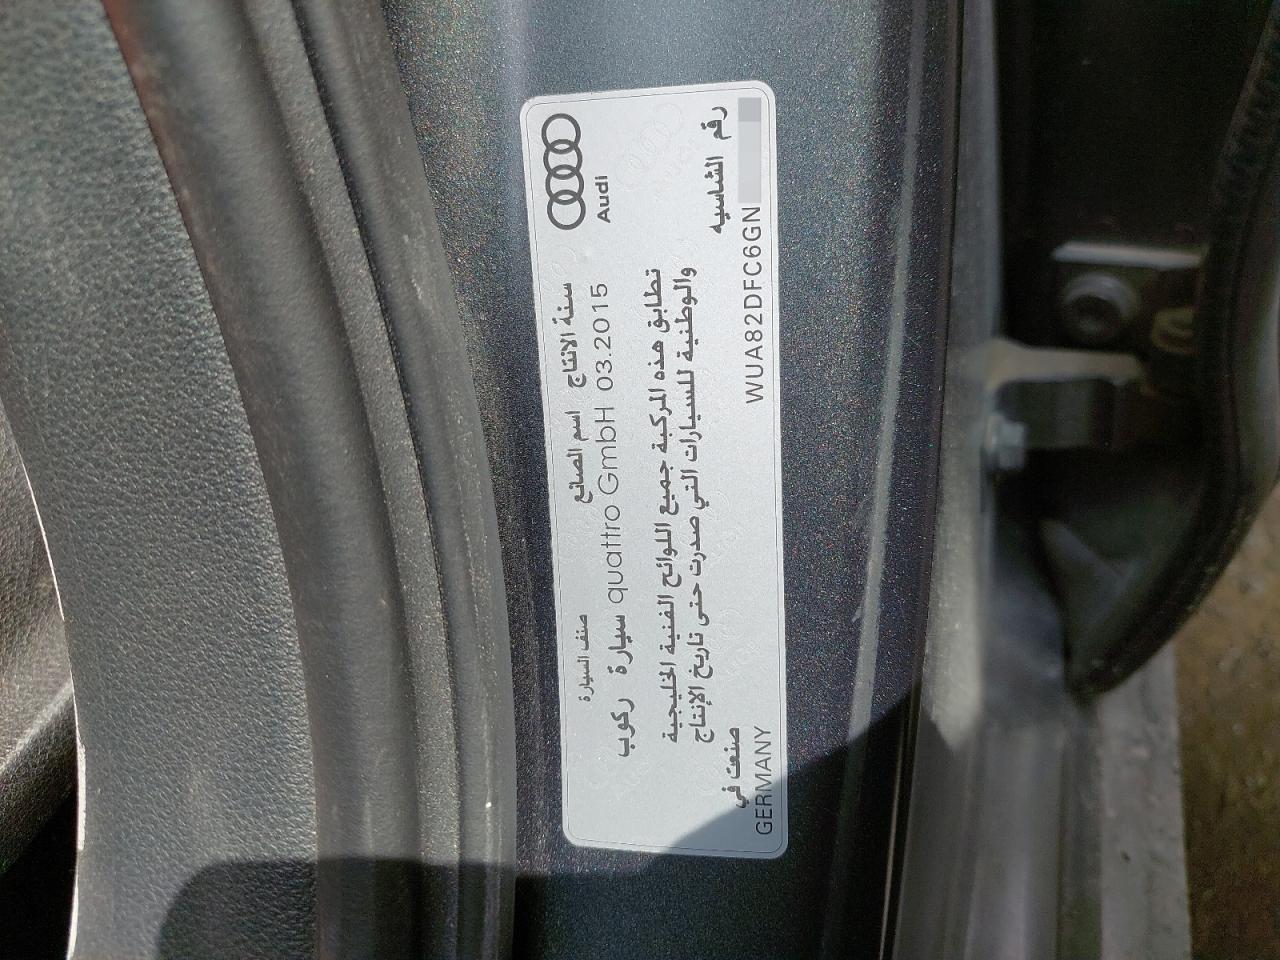 Audi
سنة الانتاج اسم الصانع صنف السيارة
سيارة ركوب quattro GmbH 03.2015
تطابق هذه المركبة جميع اللوائح الفنية الخليجية
والوطنية للسيارات التي صدرت حتى تاريخ الإنتاج
رقم الشاسيه
صنعت في
GERMANY WUA82DFC6GN